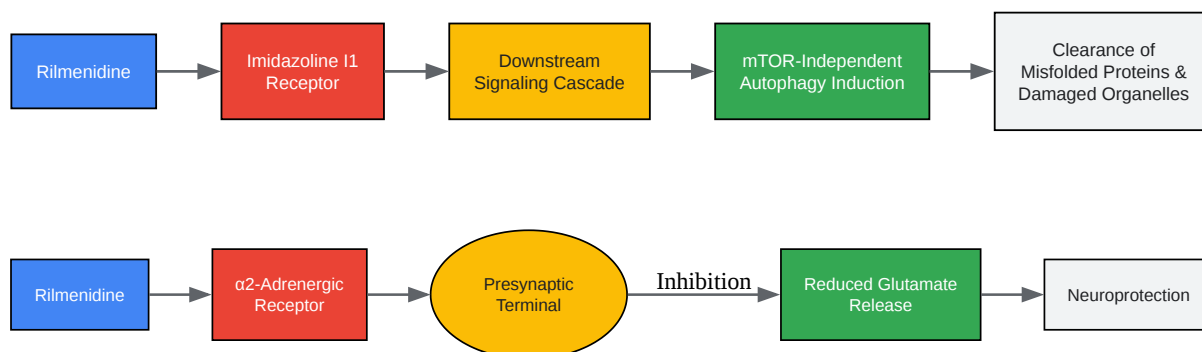 Rilmenidine
Imidazoline I1
Receptor
Downstream
Signaling Cascade
mTOR-Independent
Autophagy Induction
Clearance of
Misfolded Proteins &
Damaged Organelles
Rilmenidine
α2-Adrenergic
Receptor
Presynaptic
Terminal
Inhibition
Reduced Glutamate
Release
Neuroprotection